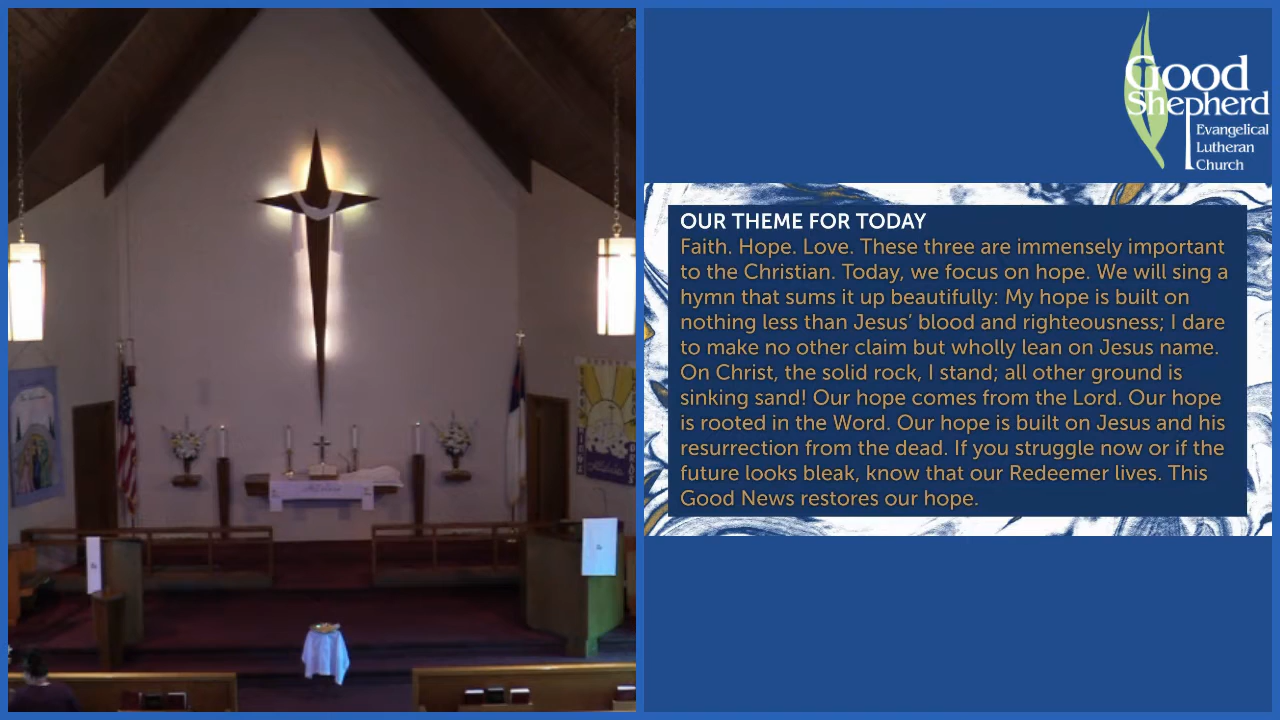 Good
Shepherd
Evangelical
Lutheran
Church
OUR THEME FOR TODAY
Faith. Hope. Love. These three are immensely important
to the Christian. Today, we focus on hope. We will sing a
hymn that sums it up beautifully: My hope is built on
nothing less than Jesus’ blood and righteousness; I dare
to make no other claim but wholly lean on Jesus name.
On Christ, the solid rock, I stand; all other ground is
sinking sand! Our hope comes from the Lord. Our hope
is rooted in the Word. Our hope is built on Jesus and his
resurrection from the dead. If you struggle now or if the
future looks bleak, know that our Redeemer lives. This
Good News restores our hope.